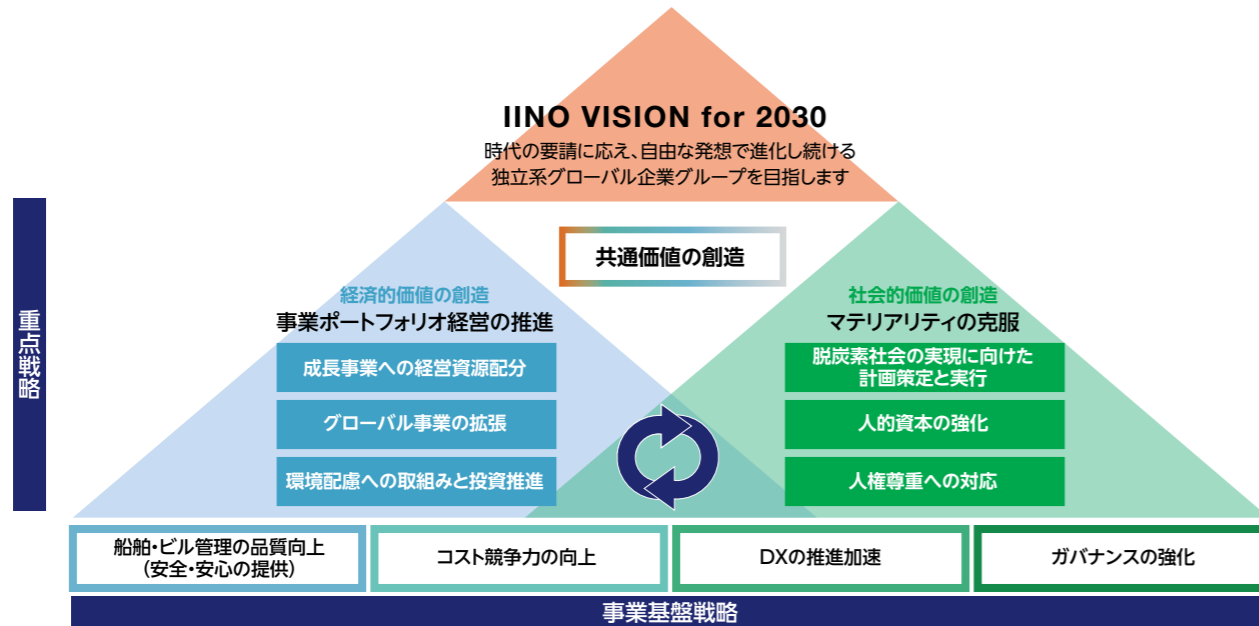 IINO VISION for 2030
時代の要請に応え、自由な発想で進化し続ける
独立系グローバル企業グループを目指します
共通価値の創造
重点戦略
経済的価値の創造
事業ポートフォリオ経営の推進
成長事業への経営資源配分
グローバル事業の拡張
環境配慮への取組みと投資推進
社会的価値の創造
マテリアリティの克服
脱炭素社会の実現に向けた
計画策定と実行
人的資本の強化
人権尊重への対応
船舶・ビル管理の品質向上
(安全・安心の提供)
コスト競争力の向上
DXの推進加速
ガバナンスの強化
事業基盤戦略